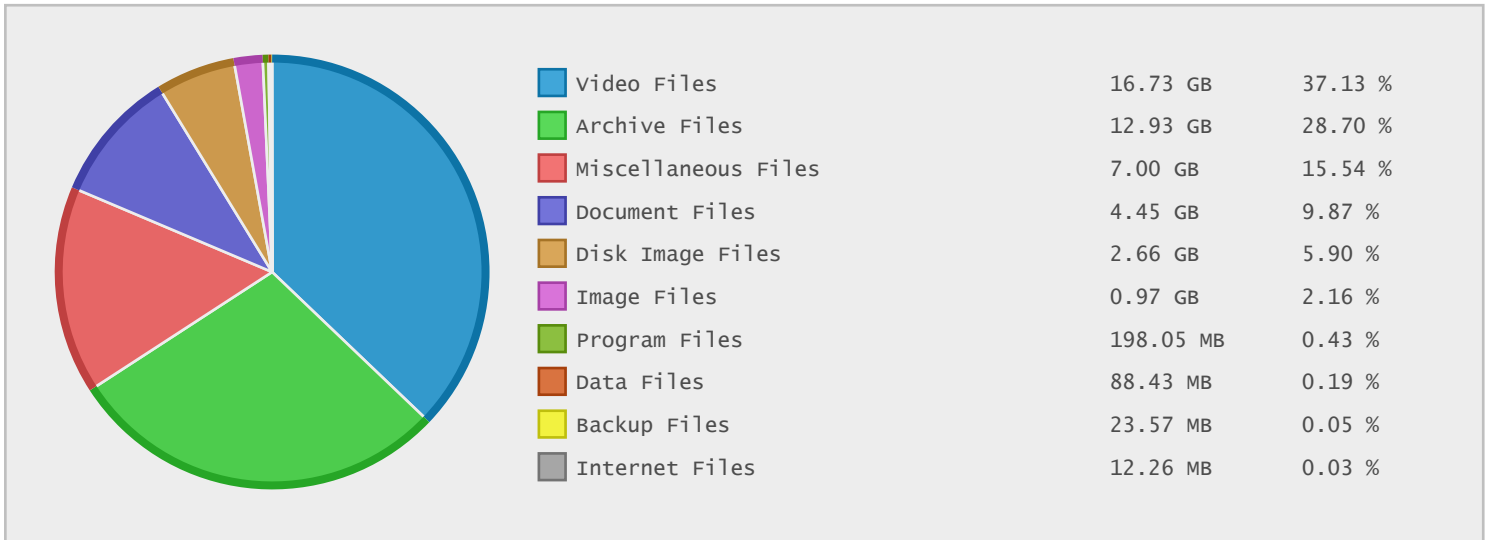 Video Files 16.73 GB 37.13 %
Archive Files 12.93 GB 28.70 %
Miscellaneous Files 7.00 GB 15.54 %
Document Files 4.45 GB 9.87 %
Disk Image Files 2.66 GB 5.90 %
Image Files 0.97 GB 2.16 %
Program Files 198.05 MB 0.43 %
Data Files 88.43 MB 0.19 %
Backup Files 23.57 MB 0.05 %
Internet Files 12.26 MB 0.03 %